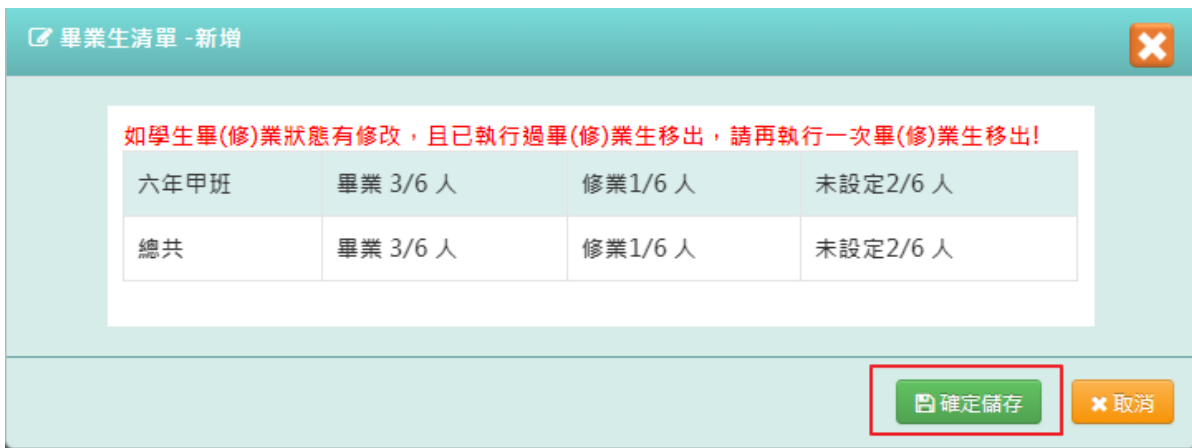 畢業生清單 -新增
如學生畢(修)業狀態有修改，且已執行過畢(修)業生移出，請再執行一次畢(修)業生移出!
六年甲班 畢業 3/6 人 修業1/6 人 未設定2/6 人
總共 畢業 3/6 人 修業1/6 人 未設定2/6 人
確定儲存 取消